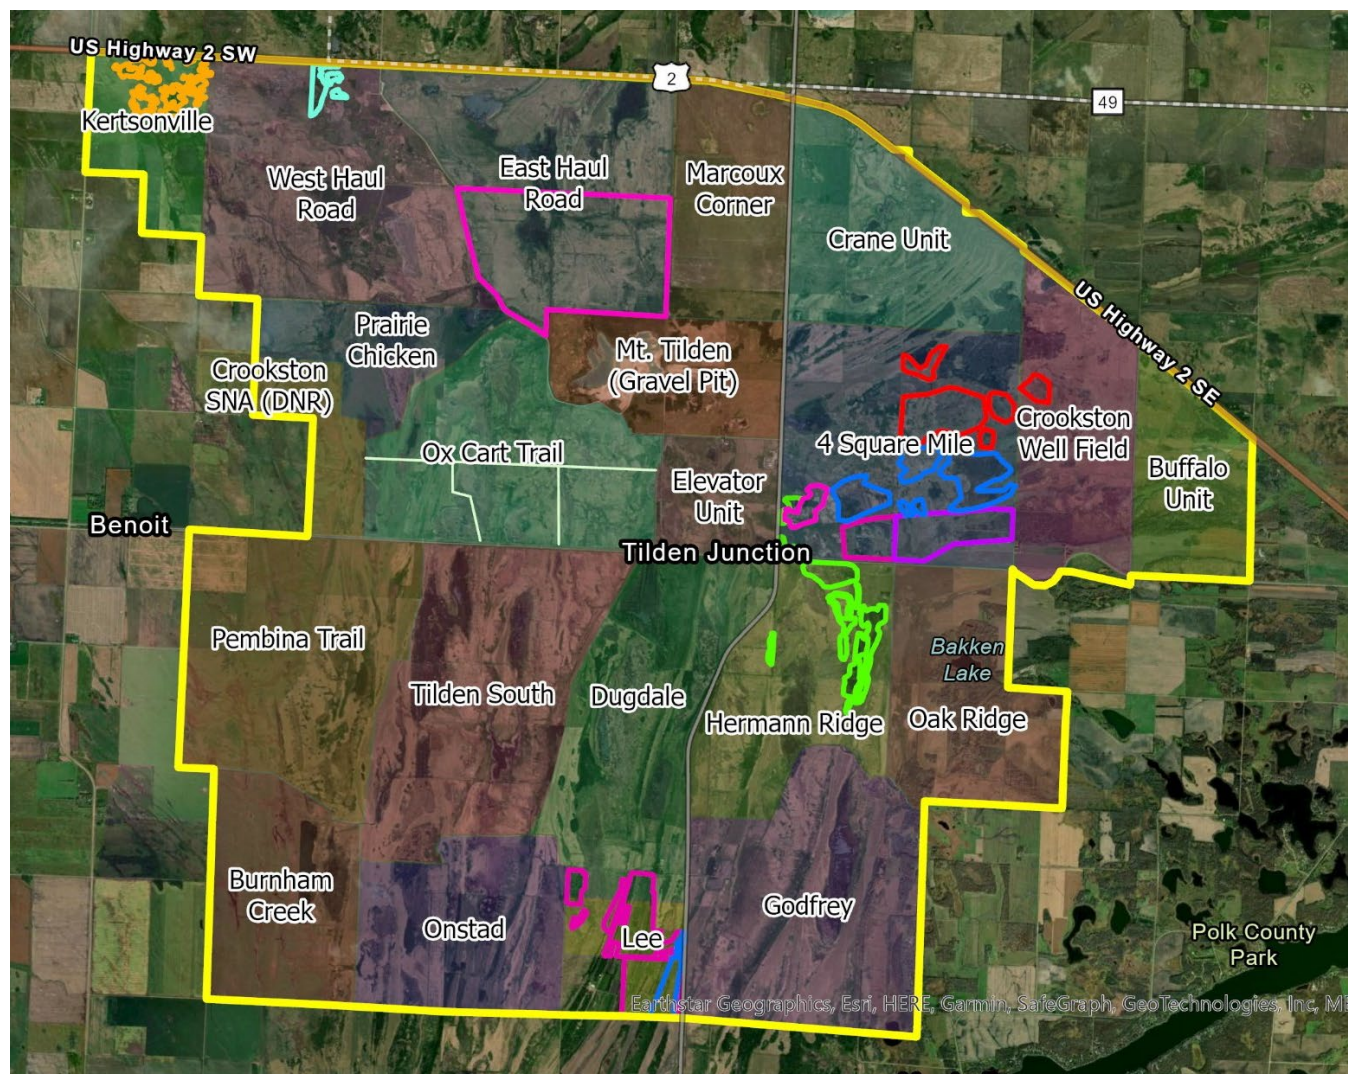 US Highway 2 SW
2
49
Kertsonville
West Haul
Road
East Haul
Road
Marcoux
Corner
Crane Unit
US Highway 2 SE
Prairie
Chicken
Crookston
SNA (DNR)
Mt. Tilden
(Gravel Pit)
Ox Cart Trail
4 Square Mile
Crookston
Well Field
Elevator
Unit
Buffalo
Unit
Benoit
Tilden Junction
Pembina Trail
Tilden South
Dugdale
Hermann Ridge
Bakken
Lake
Oak Ridge
Burnham
Creek
Onstad
Lee
Godfrey
Polk County
Park
Earthstar Geographics, Esri, HERE, Garmin, SafeGraph, GeoTechnologies, Inc, ME